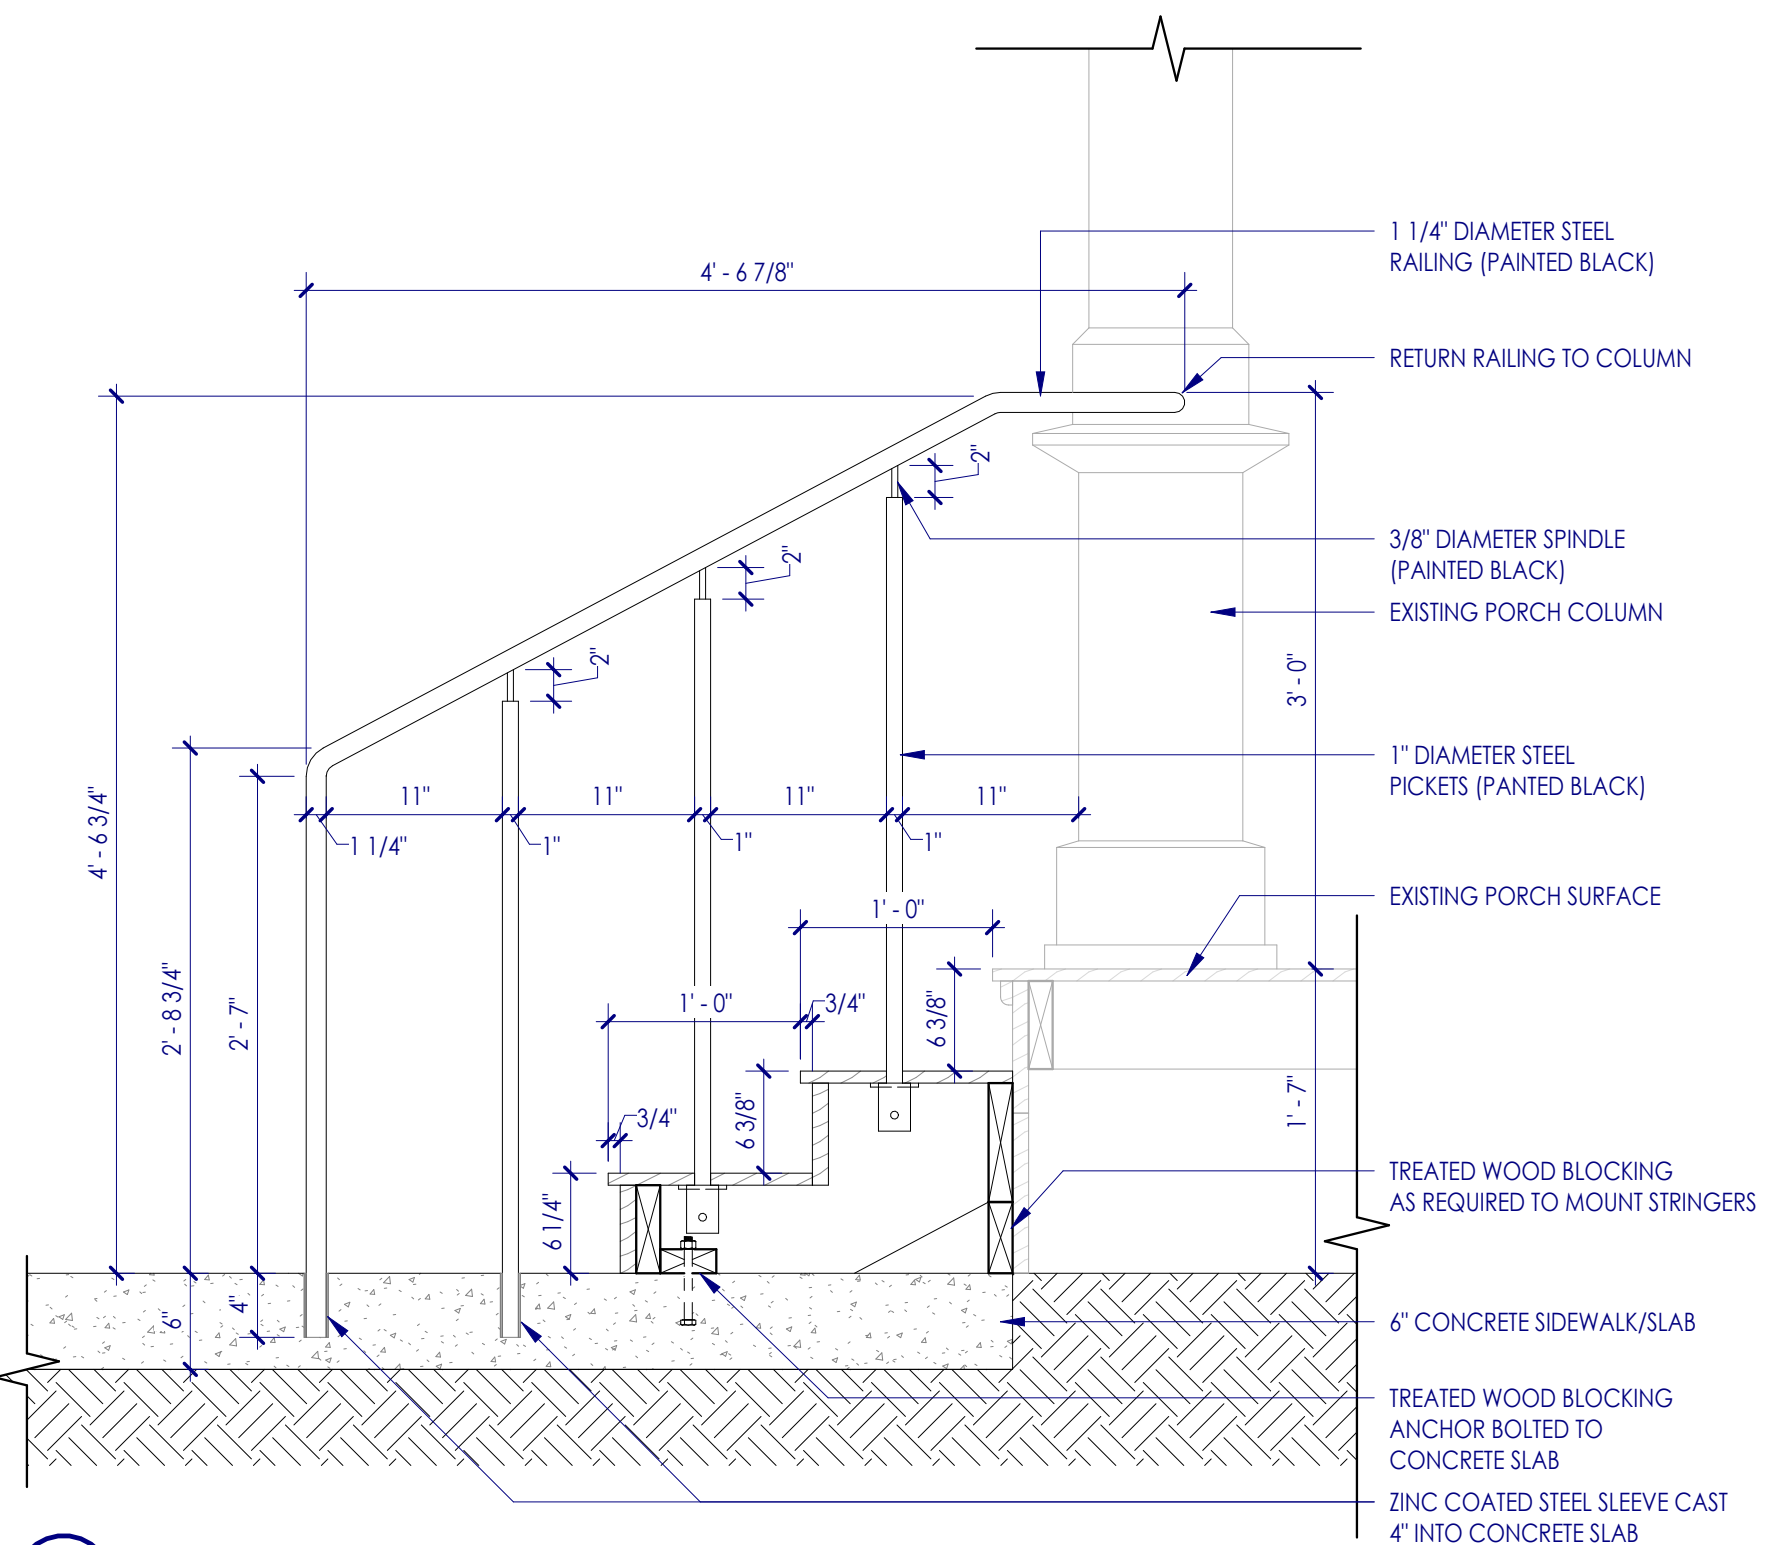 1 1/4" DIAMETER STEEL
RAILING (PAINTED BLACK)
4' - 6 7/8"
RETURN RAILING TO COLUMN
2"
3/8" DIAMETER SPINDLE
(PAINTED BLACK)
2"
EXISTING PORCH COLUMN
2"
3' - 0"
1" DIAMETER STEEL
PICKETS (PANTED BLACK)
11"
11"
11"
11"
4' - 6 3/4"
1 1/4"
1"
1"
1"
EXISTING PORCH SURFACE
1' - 0"
2' - 8 3/4"
2' - 7"
1' - 0"
3/4"
6 3/8"
3/4"
6 3/8"
1' - 7"
TREATED WOOD BLOCKING
AS REQUIRED TO MOUNT STRINGERS
6 1/4"
6"
4"
6" CONCRETE SIDEWALK/SLAB
TREATED WOOD BLOCKING
ANCHOR BOLTED TO
CONCRETE SLAB
ZINC COATED STEEL SLEEVE CAST
4" INTO CONCRETE SLAB